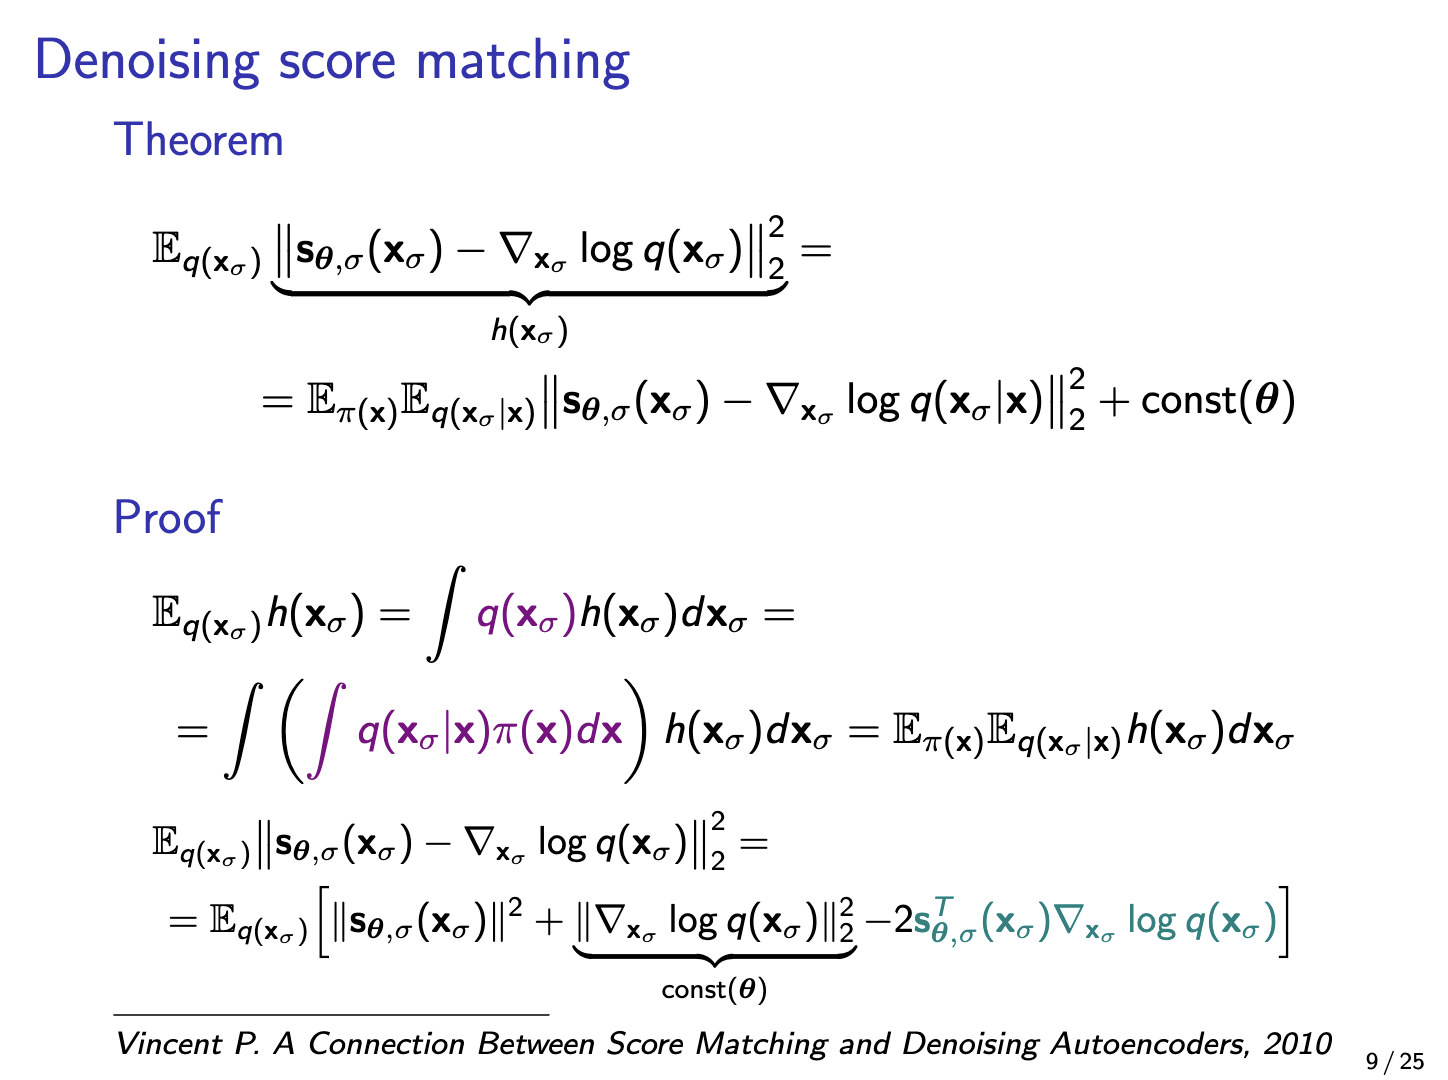 Denoising score matching
Theorem
$\mathbb{E}_{q(\mathbf{x}_\sigma)} \underbrace{\left\| \mathbf{s}_{\boldsymbol{\theta},\sigma}(\mathbf{x}_\sigma) - \nabla_{\mathbf{x}_\sigma} \log q(\mathbf{x}_\sigma) \right\|_2^2}_{h(\mathbf{x}_\sigma)} =$
$= \mathbb{E}_{\pi(\mathbf{x})} \mathbb{E}_{q(\mathbf{x}_\sigma|\mathbf{x})} \left\| \mathbf{s}_{\boldsymbol{\theta},\sigma}(\mathbf{x}_\sigma) - \nabla_{\mathbf{x}_\sigma} \log q(\mathbf{x}_\sigma|\mathbf{x}) \right\|_2^2 + \text{const}(\boldsymbol{\theta})$
Proof
$\mathbb{E}_{q(\mathbf{x}_\sigma)} h(\mathbf{x}_\sigma) = \int q(\mathbf{x}_\sigma) h(\mathbf{x}_\sigma) d\mathbf{x}_\sigma =$
$= \int \left( \int q(\mathbf{x}_\sigma|\mathbf{x}) \pi(\mathbf{x}) d\mathbf{x} \right) h(\mathbf{x}_\sigma) d\mathbf{x}_\sigma = \mathbb{E}_{\pi(\mathbf{x})} \mathbb{E}_{q(\mathbf{x}_\sigma|\mathbf{x})} h(\mathbf{x}_\sigma) d\mathbf{x}_\sigma$
$\mathbb{E}_{q(\mathbf{x}_\sigma)} \left\| \mathbf{s}_{\boldsymbol{\theta},\sigma}(\mathbf{x}_\sigma) - \nabla_{\mathbf{x}_\sigma} \log q(\mathbf{x}_\sigma) \right\|_2^2 =$
$= \mathbb{E}_{q(\mathbf{x}_\sigma)} \left[ \| \mathbf{s}_{\boldsymbol{\theta},\sigma}(\mathbf{x}_\sigma) \|^2 + \underbrace{\| \nabla_{\mathbf{x}_\sigma} \log q(\mathbf{x}_\sigma) \|_2^2}_{\text{const}(\boldsymbol{\theta})} - 2 \mathbf{s}_{\boldsymbol{\theta},\sigma}^T(\mathbf{x}_\sigma) \nabla_{\mathbf{x}_\sigma} \log q(\mathbf{x}_\sigma) \right]$
Vincent P. A Connection Between Score Matching and Denoising Autoencoders, 2010
9 / 25